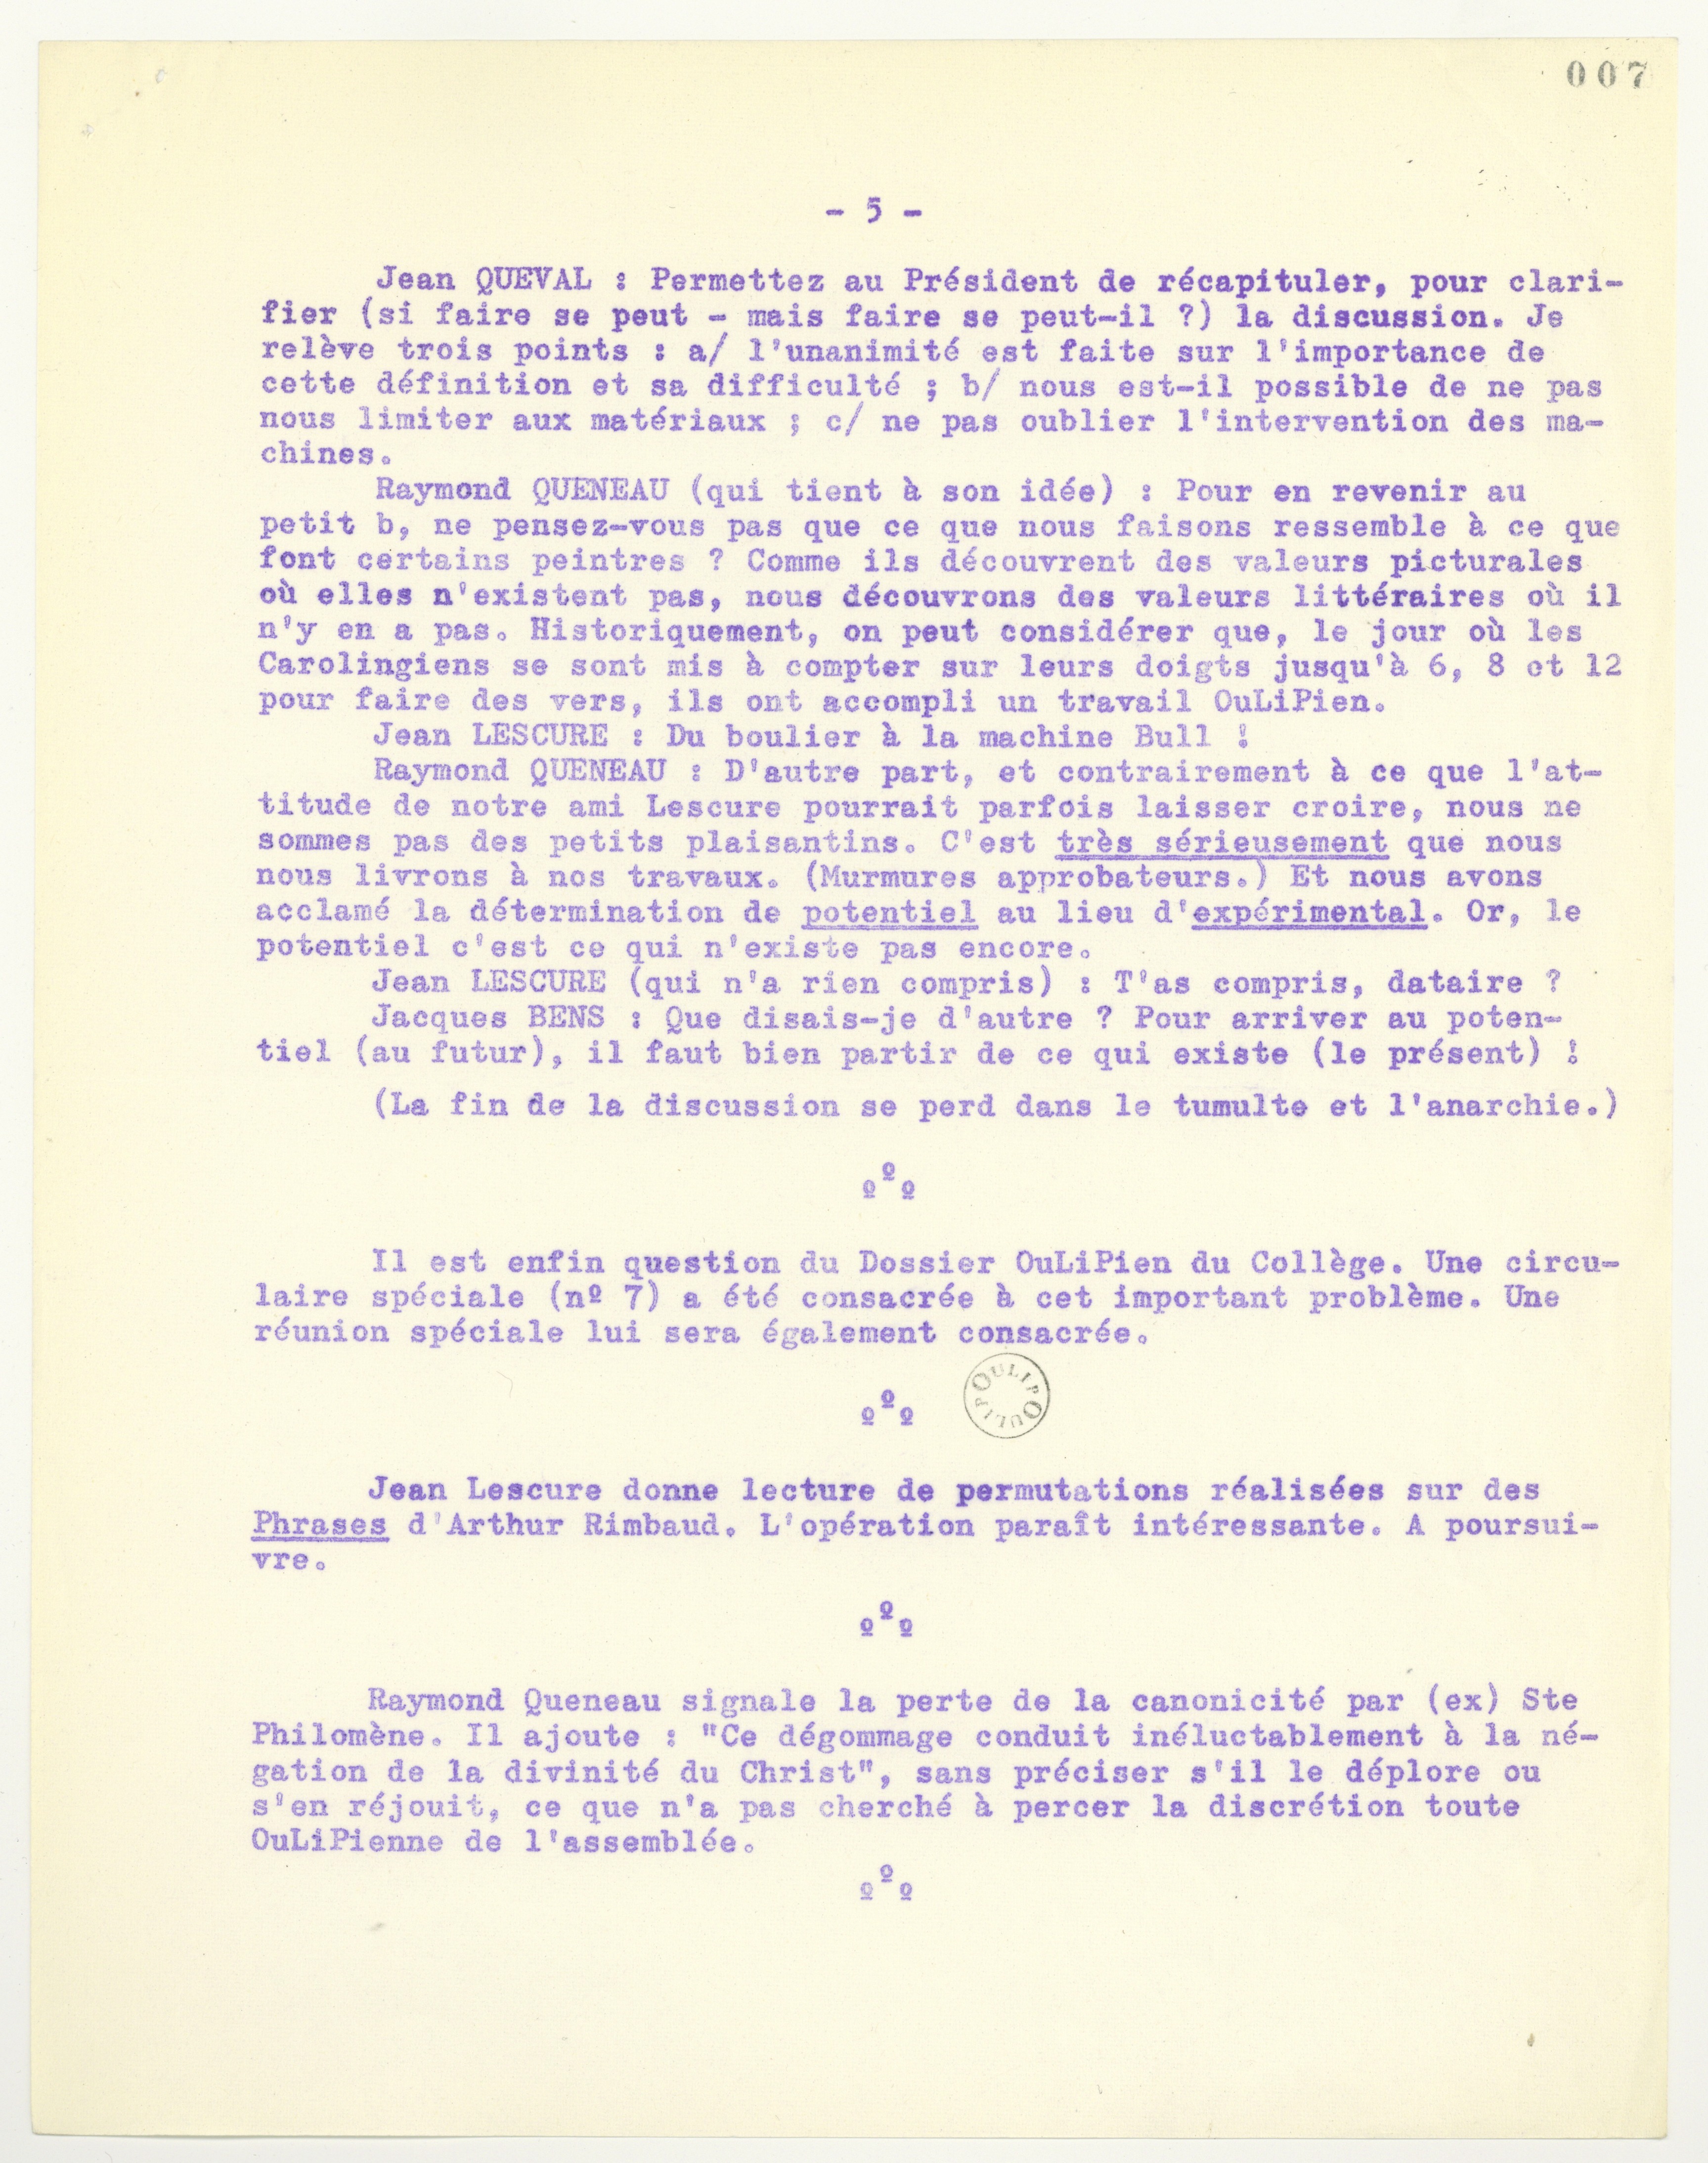 007
- 5 -
Jean QUEVAL : Permettez au Président de récapituler, pour clari-
fier (si faire se peut - mais faire se peut-il ?) la discussion. Je
relève trois points : a/ l'unanimité est faite sur l'importance de
cette définition et sa difficulté ; b/ nous est-il possible de ne pas
nous limiter aux matériaux ; c/ ne pas oublier l'intervention des ma-
chines.
Raymond QUENEAU (qui tient à son idée) : Pour en revenir au
petit b, ne pensez-vous pas que ce que nous faisons ressemble à ce que
font certains peintres ? Comme ils découvrent des valeurs picturales
où elles n'existent pas, nous découvrons des valeurs littéraires où il
n'y en a pas. Historiquement, on peut considérer que, le jour où les
Carolingiens se sont mis à compter sur leurs doigts jusqu'à 6, 8 et 12
pour faire des vers, ils ont accompli un travail OuLiPien.
Jean LESCURE : Du boulier à la machine Bull !
Raymond QUENEAU : D'autre part, et contrairement à ce que l'at-
titude de notre ami Lescure pourrait parfois laisser croire, nous ne
sommes pas des petits plaisantins. C'est très sérieusement que nous
nous livrons à nos travaux. (Murmures approbateurs.) Et nous avons
acclamé la détermination de potentiel au lieu d'expérimental. Or, le
potentiel c'est ce qui n'existe pas encore.
Jean LESCURE (qui n'a rien compris) : T'as compris, dataire ?
Jacques BENS : Que disais-je d'autre ? Pour arriver au poten-
tiel (au futur), il faut bien partir de ce qui existe (le présent) !
(La fin de la discussion se perd dans le tumulte et l'anarchie.)
º º º
Il est enfin question du Dossier OuLiPien du Collège. Une circu-
laire spéciale (nº 7) a été consacrée à cet important problème. Une
réunion spéciale lui sera également consacrée.
º º º
OULIPOULIP
Jean Lescure donne lecture de permutations réalisées sur des
Phrases d'Arthur Rimbaud. L'opération paraît intéressante. A poursui-
vre.
º º º
Raymond Queneau signale la perte de la canonicité par (ex) Ste
Philomène. Il ajoute : "Ce dégommage conduit inéluctablement à la né-
gation de la divinité du Christ", sans préciser s'il le déplore ou
s'en réjouit, ce que n'a pas cherché à percer la discrétion toute
OuLiPienne de l'assemblée.
º º º